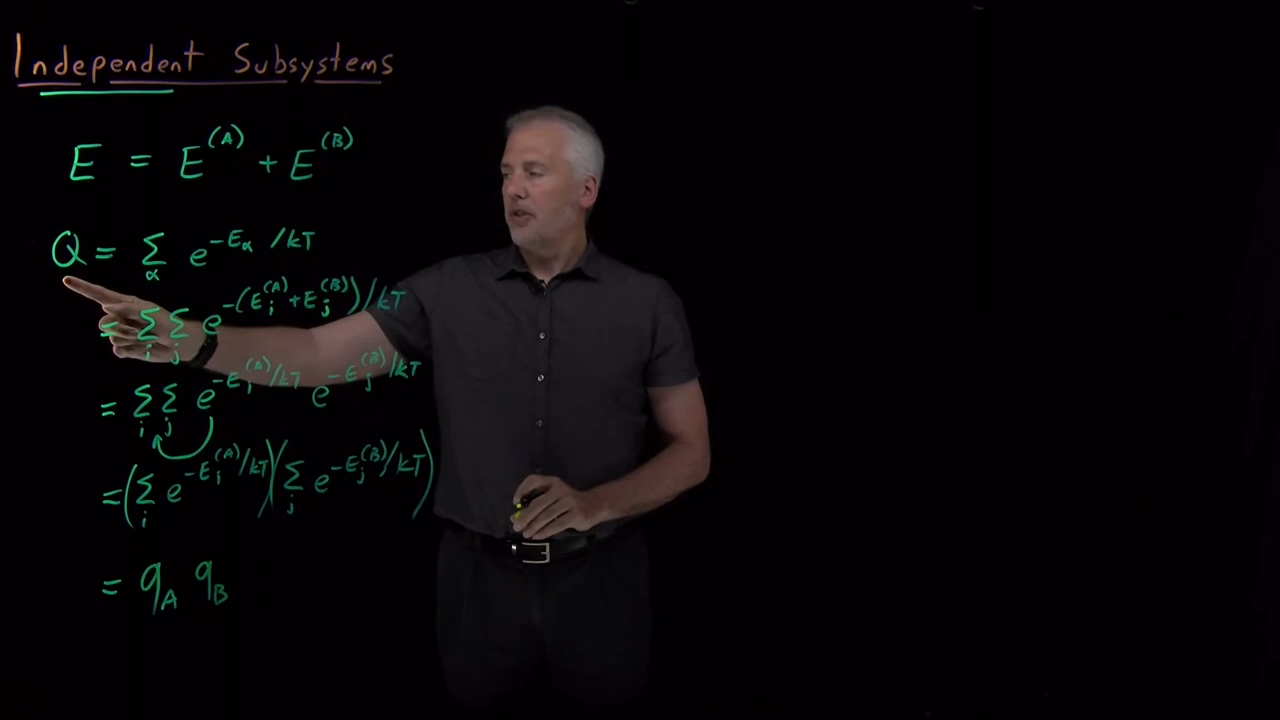 Independent Subsystems
E = E^(A) + E^(B)
Q = Σ_α e^(-E_α /kT)
= Σ_i Σ_j e^(-(E_i^(A) + E_j^(B))/kT)
= Σ_i Σ_j e^(-E_i^(A)/kT) e^(-E_j^(B)/kT)
= (Σ_i e^(-E_i^(A)/kT)) (Σ_j e^(-E_j^(B)/kT))
= q_A q_B